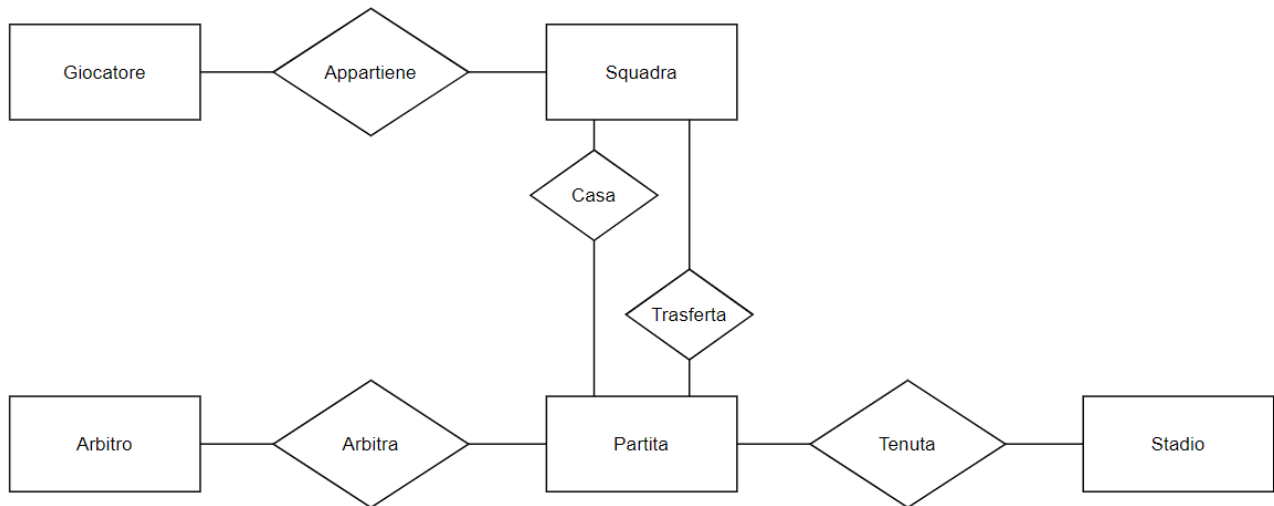 Giocatore
Appartiene
Squadra
Casa
Trasferta
Arbitro
Arbitra
Partita
Tenuta
Stadio